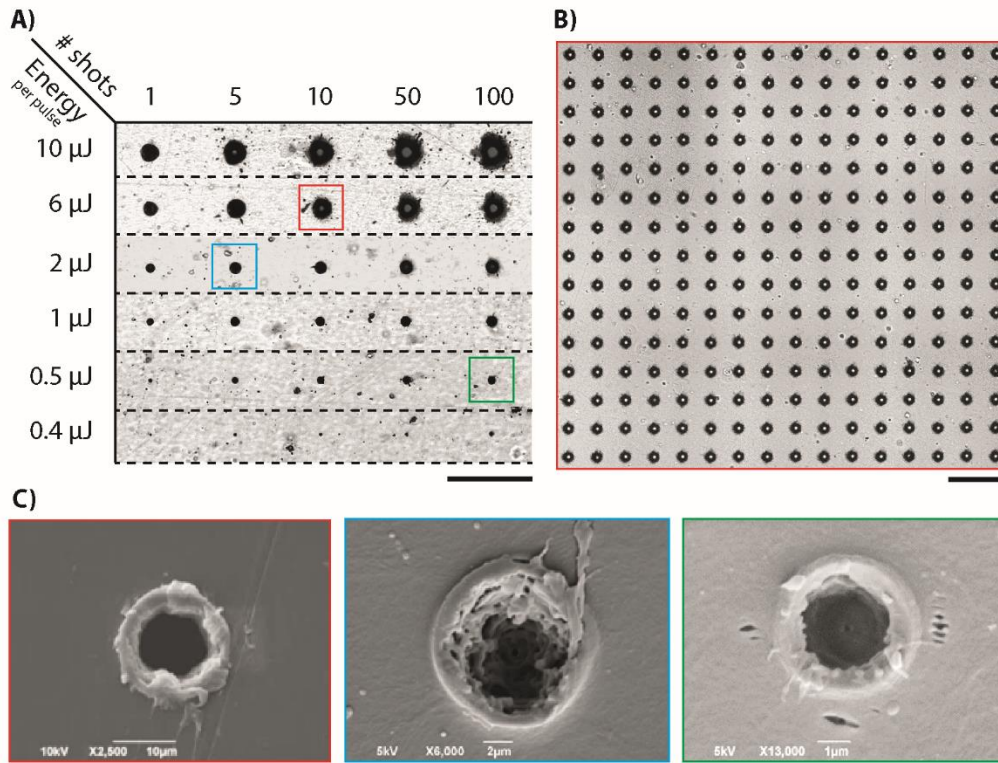 A)
B)
# shots
Energy
per pulse
1 5 10 50 100
10 µJ
6 µJ
2 µJ
1 µJ
0.5 µJ
0.4 µJ
C)
10kV X2,500 10µm
5kV X6,000 2µm
5kV X13,000 1µm